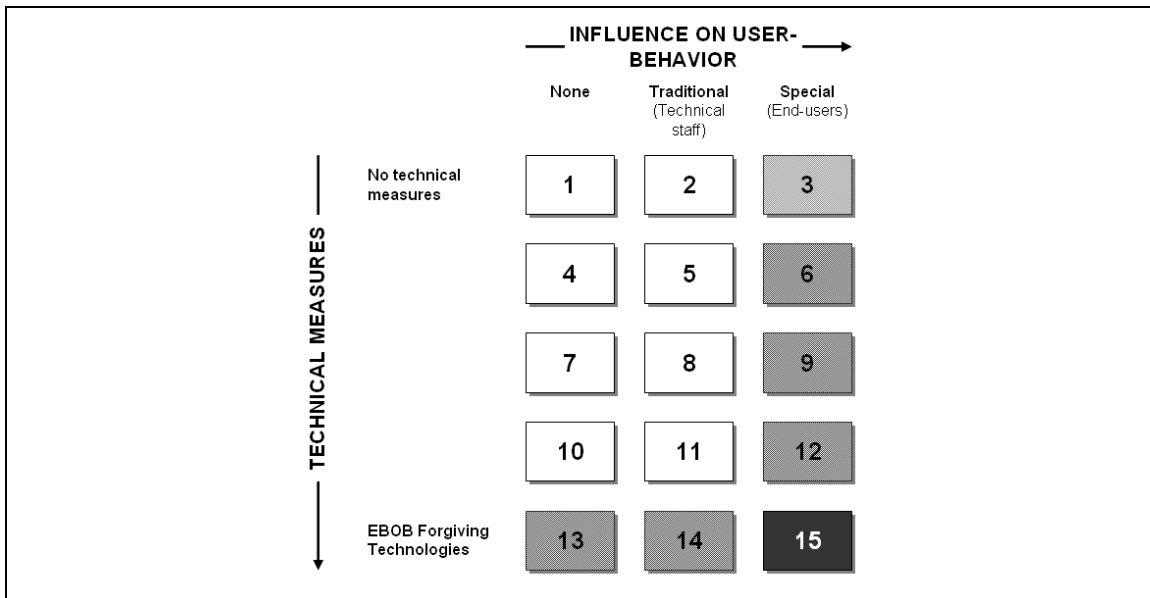 INFLUENCE ON USER-
BEHAVIOR
None
Traditional
(Technical
staff)
Special
(End-users)
TECHNICAL MEASURES
No technical
measures
1
2
3
4
5
6
7
8
9
10
11
12
EBOB Forgiving
Technologies
13
14
15